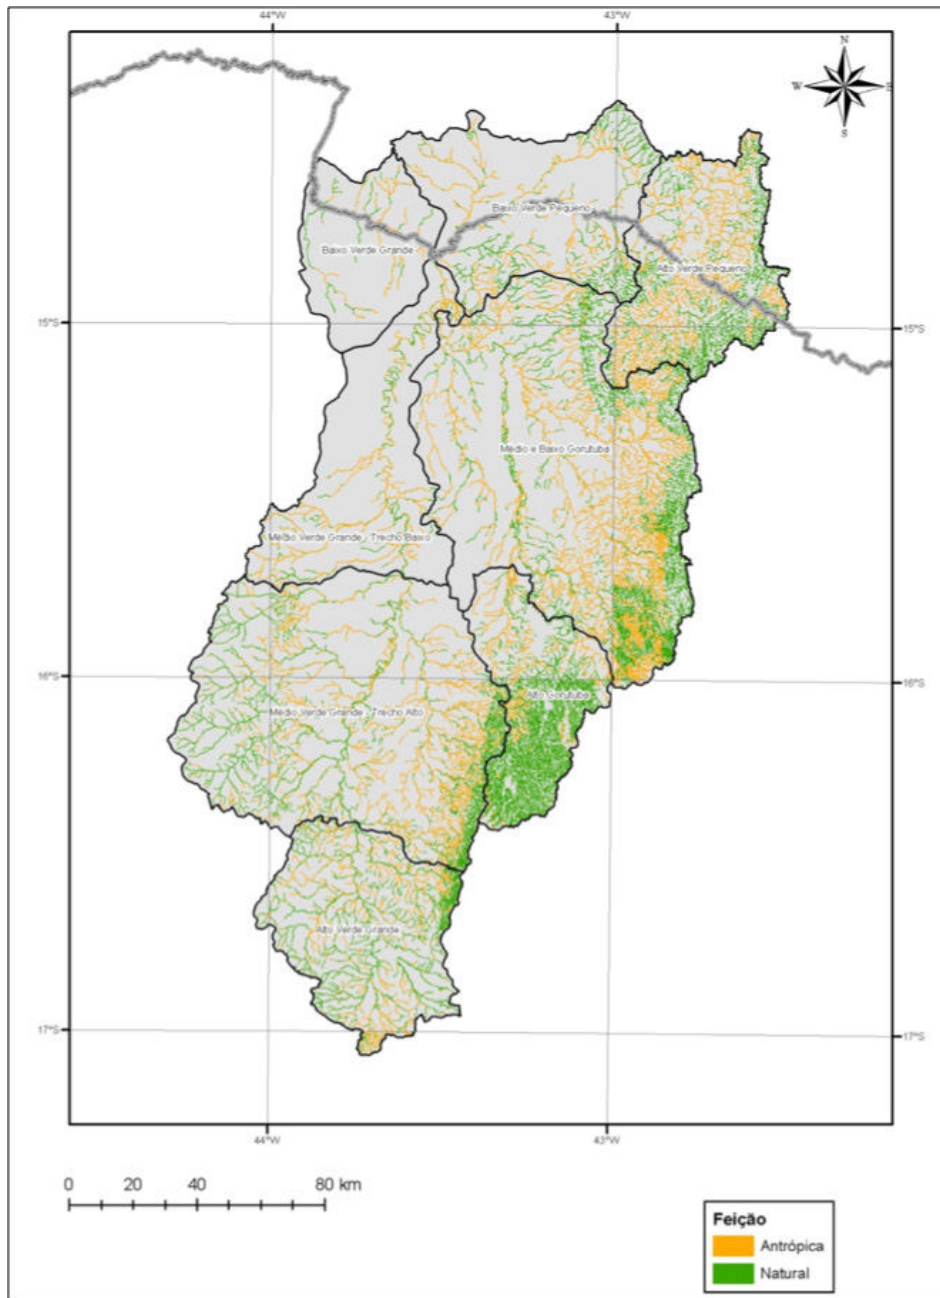 44°W 43°W
N
W E
S
Baixo Verde Pequeno
Baixo Verde Grande
Alto Verde Pequeno
15°S 15°S
Médio e Baixo Gorutuba
Médio Verde Grande - Trecho Baixo
16°S 16°S
Alto Gorutuba
Médio Verde Grande - Trecho Alto
Alto Verde Grande
17°S 17°S
44°W 43°W
0 20 40 80 km
Feição
Antrópica
Natural